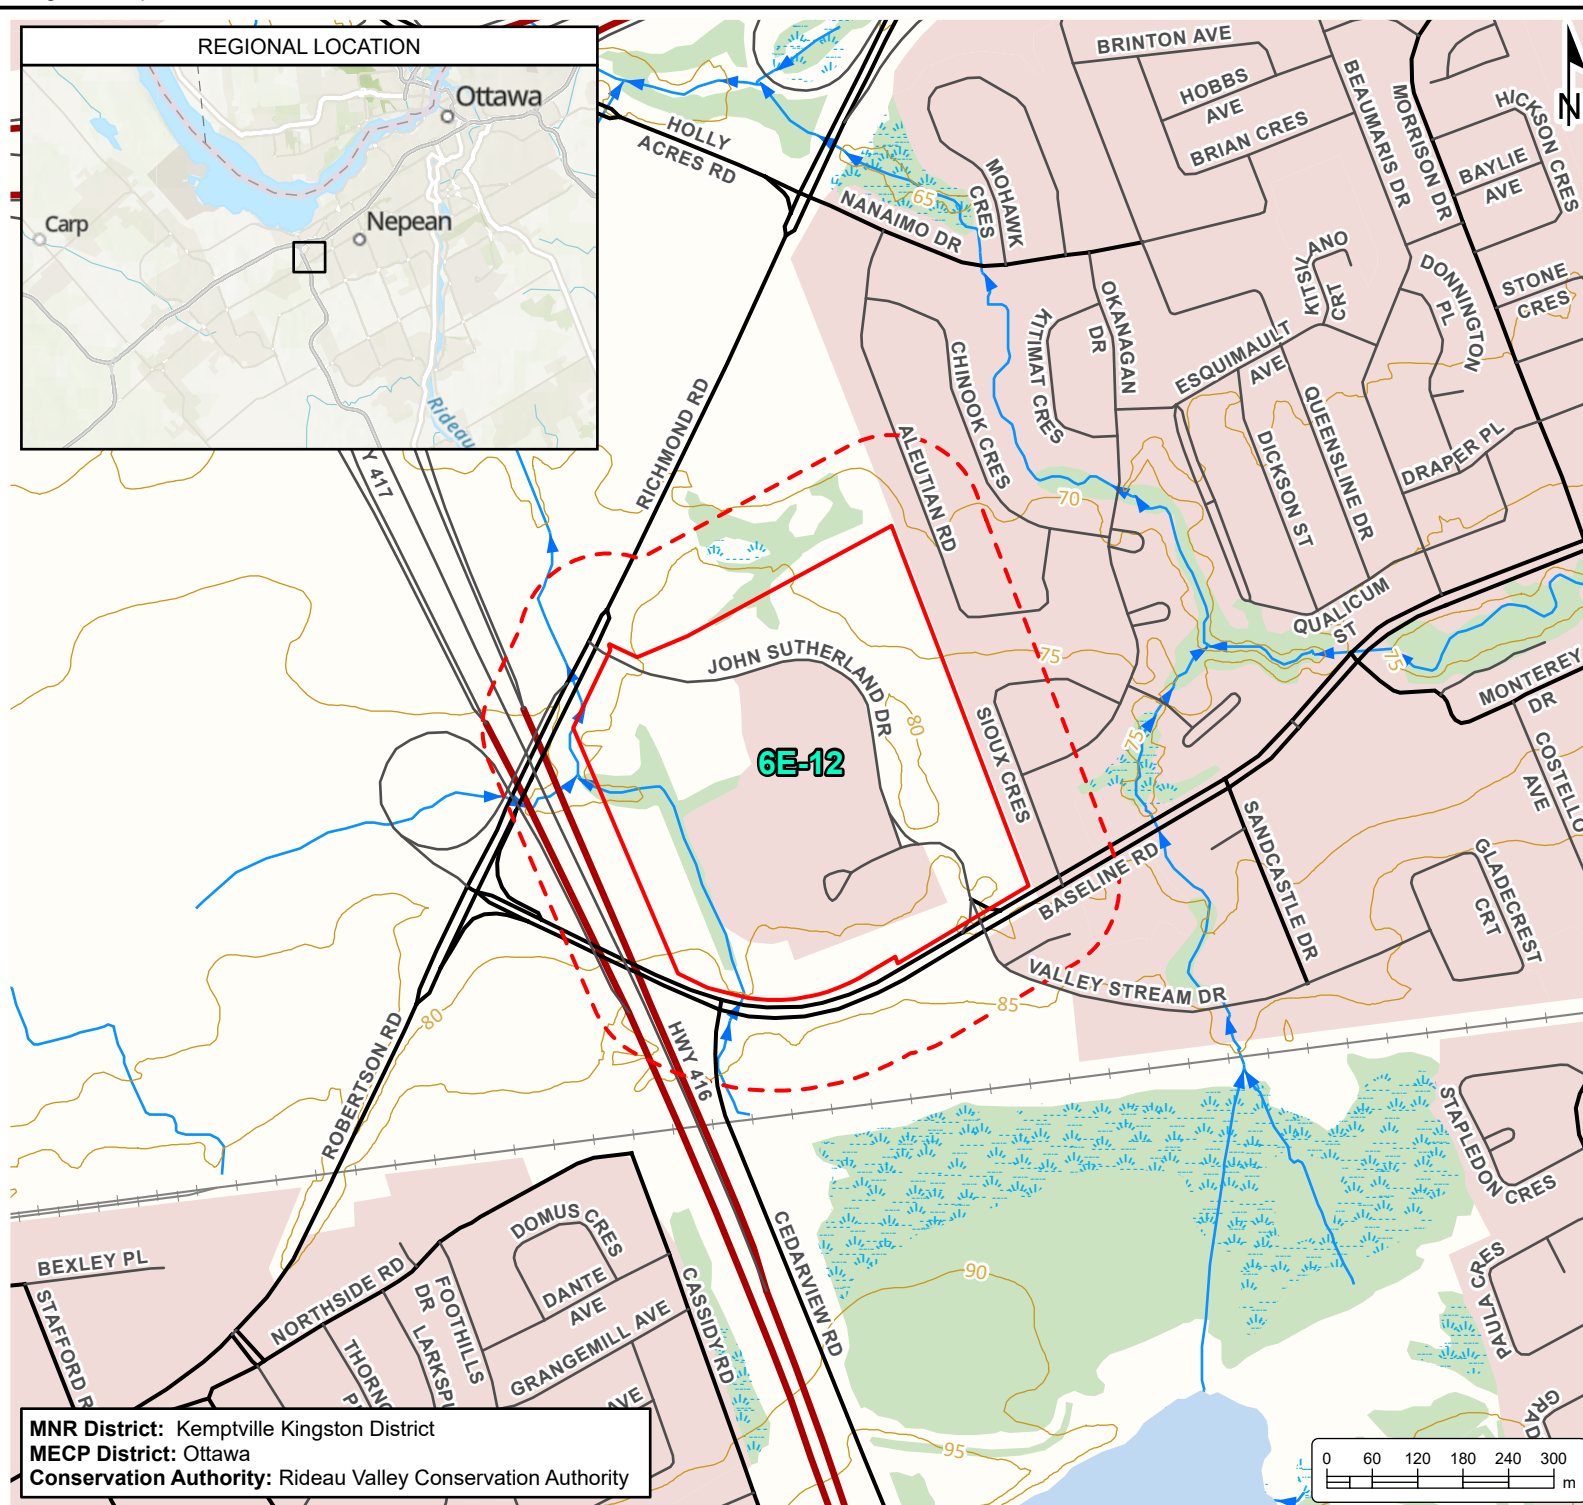 REGIONAL LOCATION
Ottawa
Carp
Nepean
Rideau
N
BRINTON AVE
HOBBS
AVE
BRIAN CRES
BEAUMARIS DR
MORRISON DR
HICKSON CRES
BAYLIE
AVE
HOLLY
ACRES RD
MOHAWK
CRES
65
NANAIMO DR
KITSILANO
CRT
DONNINGTON
PL
STONE
CRES
OKANAGAN
DR
KITIMAT CRES
CHINOOK CRES
ESQUIMAULT
AVE
QUEENSLINE DR
DICKSON ST
DRAPER PL
RICHMOND RD
Y 417
ALEUTIAN RD
70
QUALICUM
ST
75
75
MONTEREY
DR
JOHN SUTHERLAND DR
80
SIOUX CRES
75
6E-12
COSTELLO
AVE
SANDCASTLE DR
GLADECREST
CRT
BASELINE RD
VALLEY STREAM DR
85
80
HWY 416
ROBERTSON RD
STAPLEDON CRES
BEXLEY PL
STAFFORD R
NORTHSIDE RD
DOMUS CRES
DANTE
AVE
FOOTHILLS
DR
LARKSPU
THORNC
P
GRANGEMILL AVE
AVE
CASSIDY RD
CEDARVIEW RD
90
PAULA CRES
95
GRAD
MNR District: Kemptville Kingston District
MECP District: Ottawa
Conservation Authority: Rideau Valley Conservation Authority
0 60 120 180 240 300
m